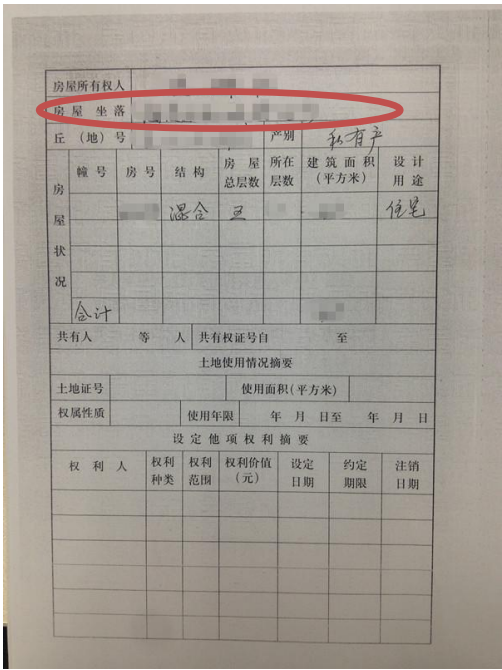 房屋所有权人
房屋坐落
丘（地）号 产别 私有产
房屋状况 幢号 房号 结构 房屋总层数 所在层数 建筑面积（平方米） 设计用途
混合 五 住宅
合计
共有人 等 人 共有权证号自 至
土地使用情况摘要
土地证号 使用面积(平方米)
权属性质 使用年限 年 月 日至 年 月 日
设定他项权利摘要
权利人 权利种类 权利范围 权利价值（元） 设定日期 约定期限 注销日期